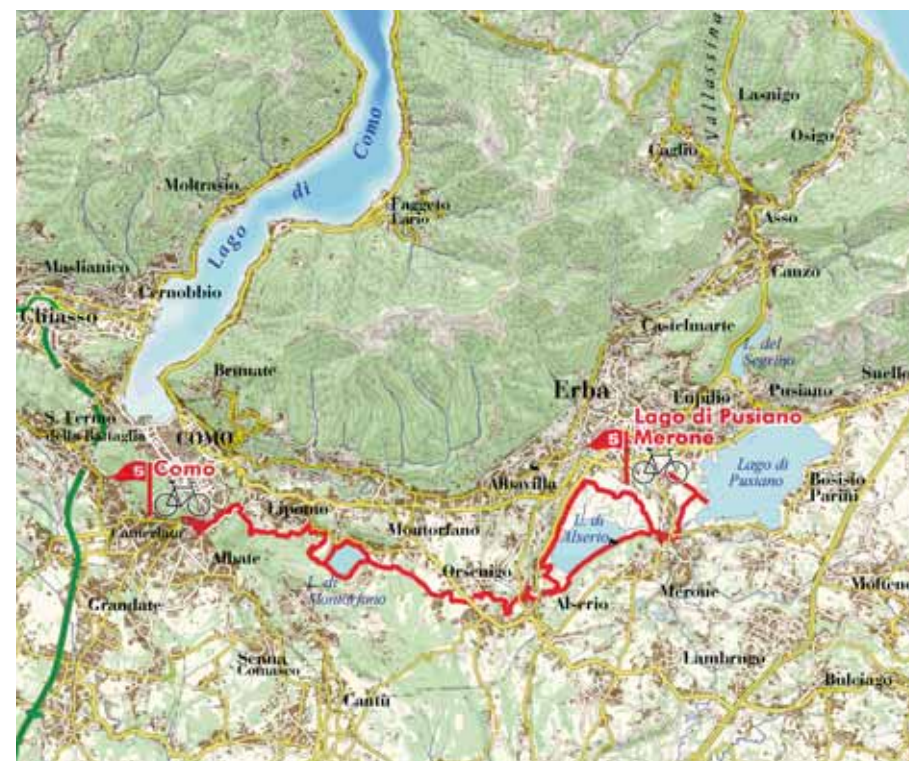 Vallassina
Lasnigo
Osigo
Caglio
Asso
Canzo
Moltrasio
Lago di Como
Faggeto
Lario
Maslianico
Cernobbio
Chiasso
Castelmarte
L. del
Segrino
Suello
Brunate
Erba
Eupilio
Pusiano
S. Fermo
della Battaglia
COMO
Lago di Pusiano
Merone
5
5
Como
Lago di
Pusiano
Bosisio
Parini
Albavilla
Lipomo
Montorfano
L. di
Alserio
Camerlata
Albate
Orsenigo
L. di
Montorfano
Grandate
Alserio
Merone
Molteno
Senna
Comasco
Lambrugo
Bulciago
Cantù